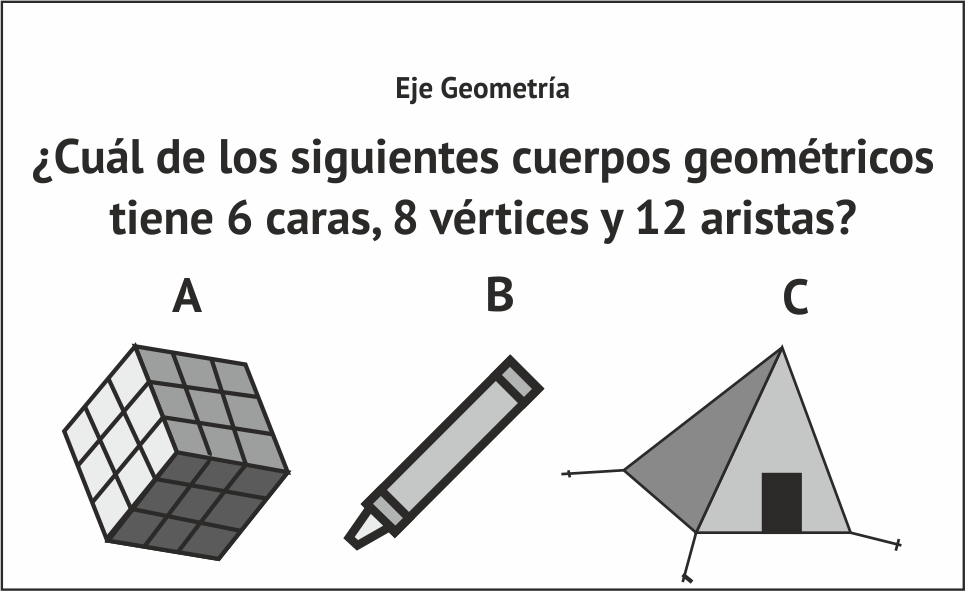 Eje Geometría
¿Cuál de los siguientes cuerpos geométricos
tiene 6 caras, 8 vértices y 12 aristas?
A B C